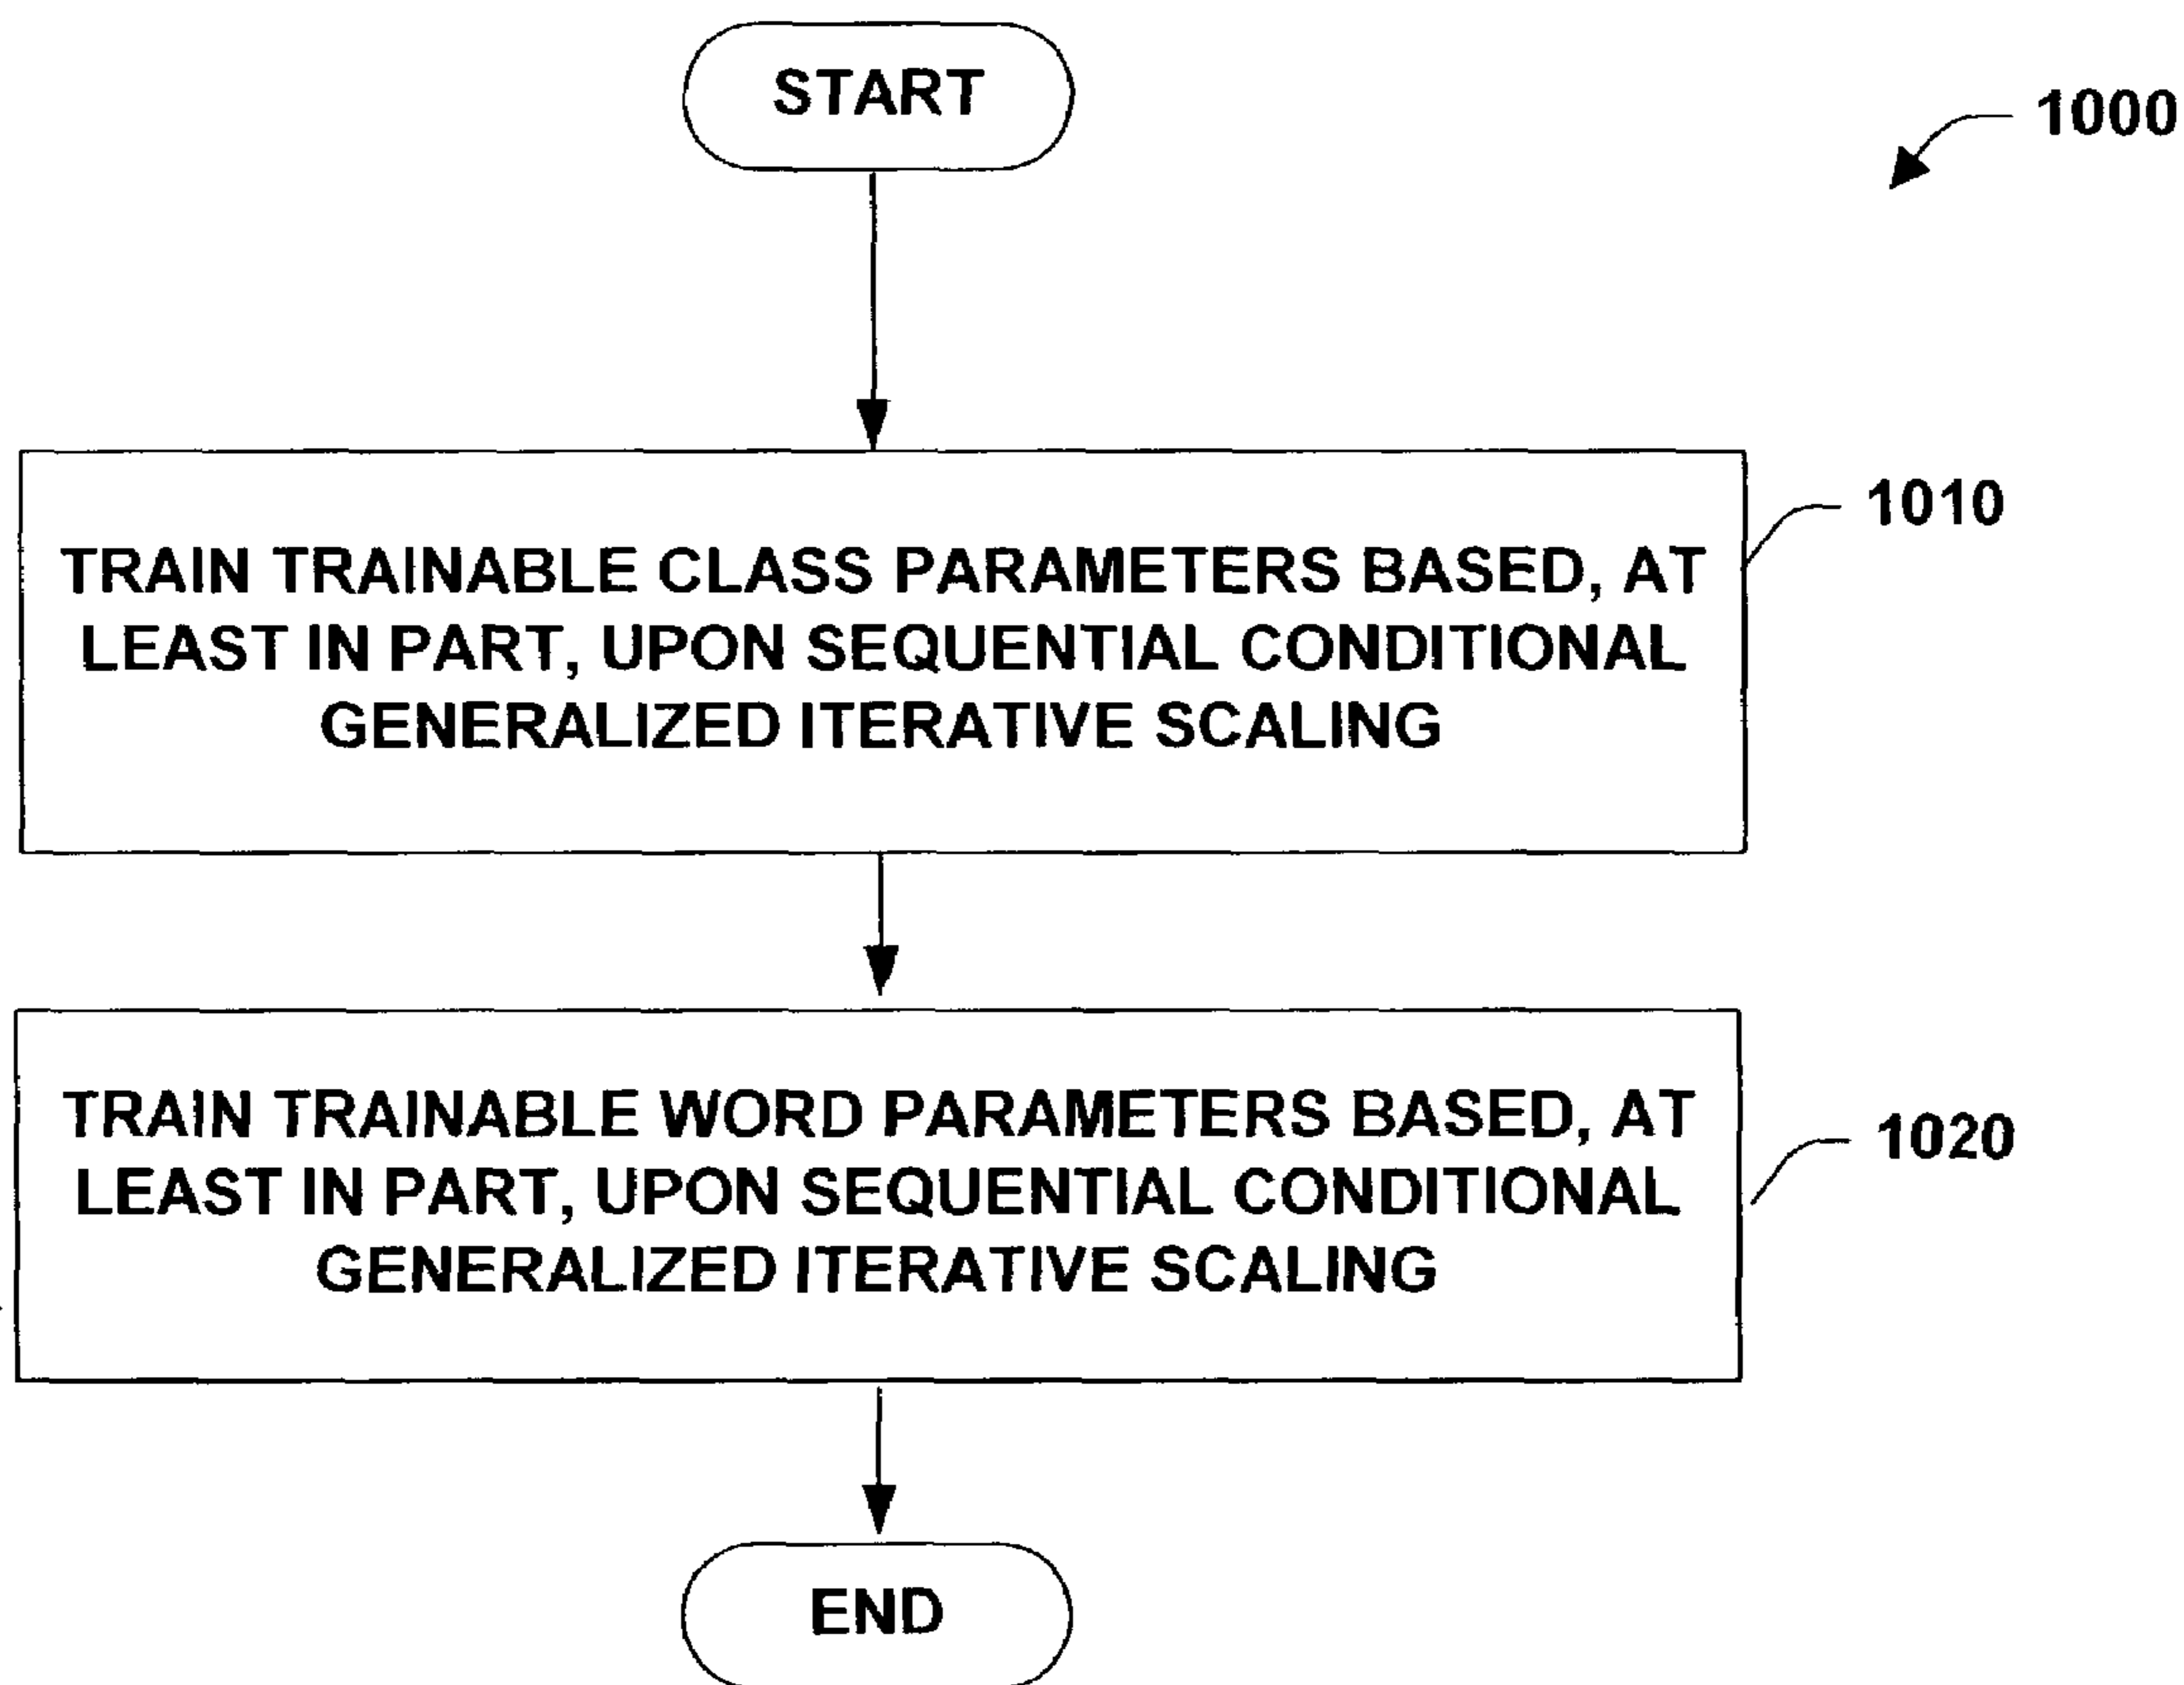 START
1000
1010
TRAIN TRAINABLE CLASS PARAMETERS BASED, AT
LEAST IN PART, UPON SEQUENTIAL CONDITIONAL
GENERALIZED ITERATIVE SCALING
TRAIN TRAINABLE WORD PARAMETERS BASED, AT
LEAST IN PART, UPON SEQUENTIAL CONDITIONAL
GENERALIZED ITERATIVE SCALING
1020
END